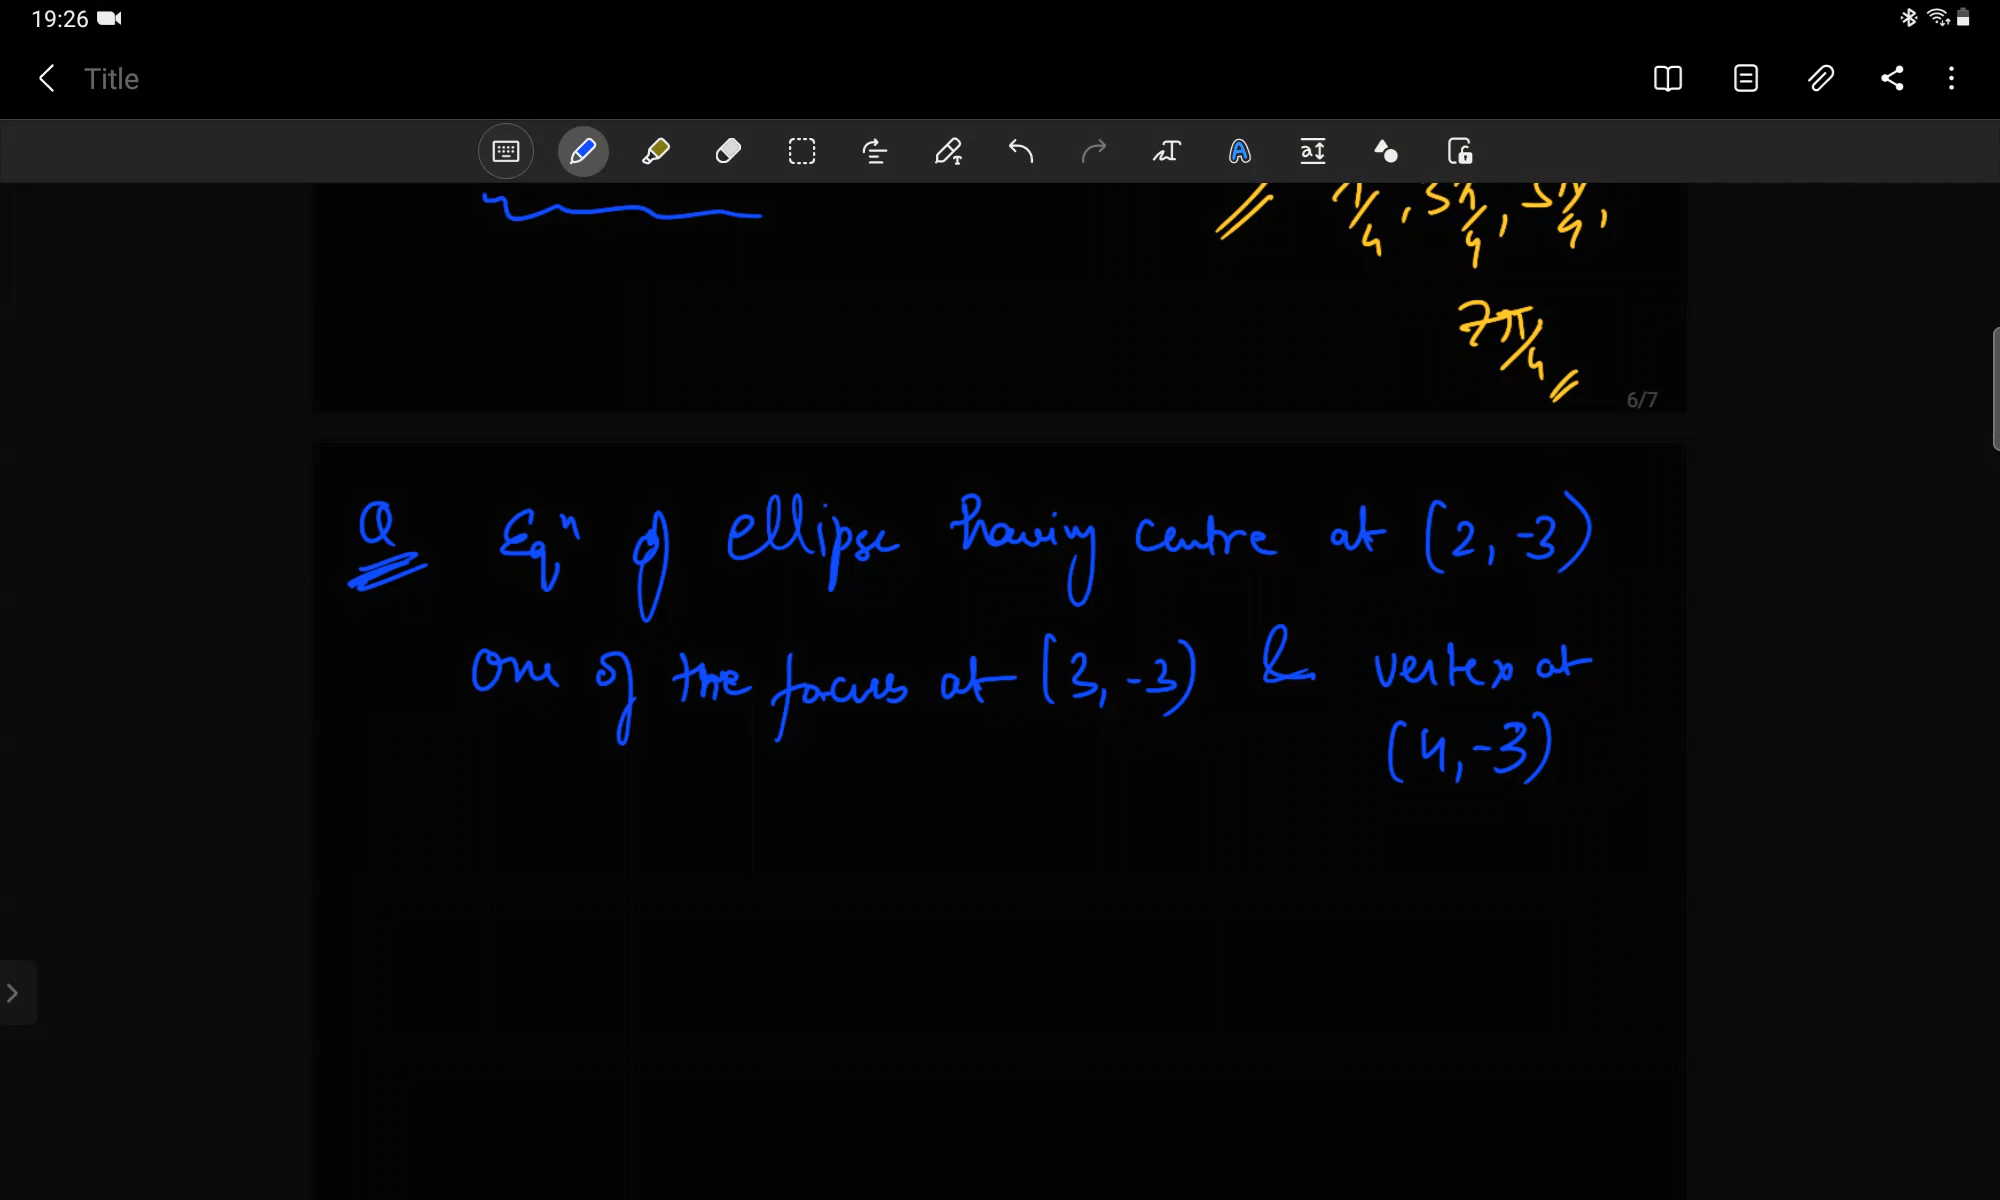 19:26
Title
π/4, 3π/4, 5π/4,
7π/4
6/7
Q Eqⁿ of ellipse having centre at (2, -3)
one of the focus at (3, -3) & vertex at
(4, -3)